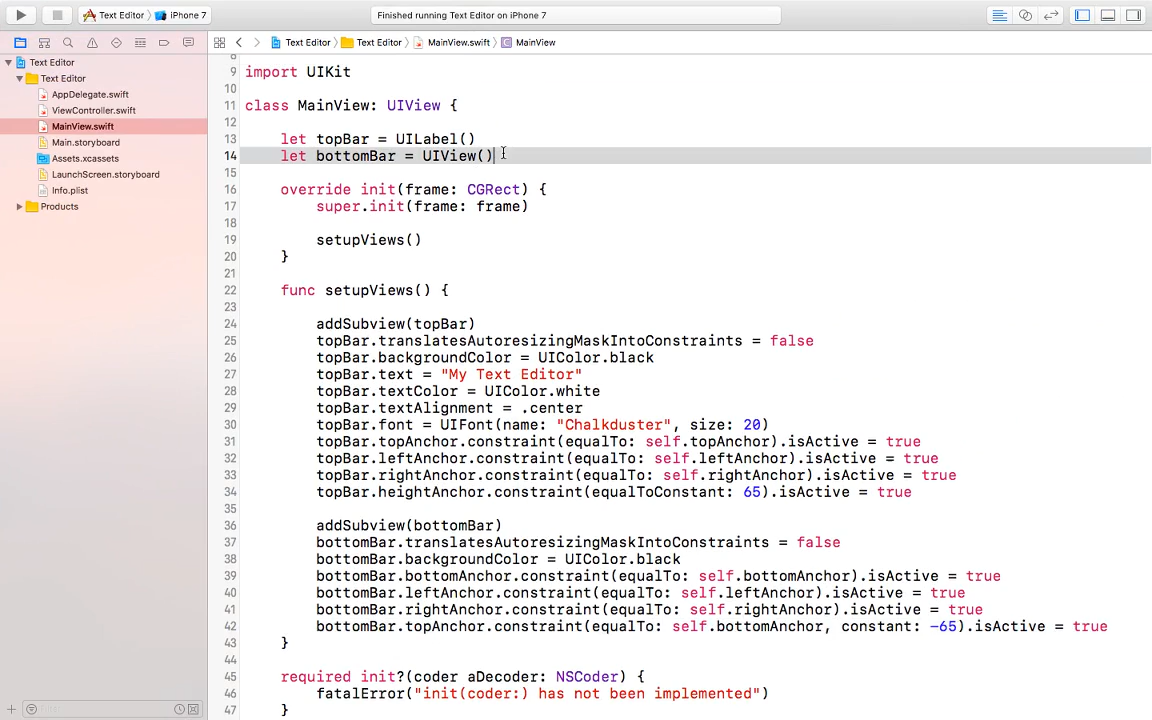 Text Editor iPhone 7
Finished running Text Editor on iPhone 7
Text Editor Text Editor MainView.swift C MainView
Text Editor
Text Editor
AppDelegate.swift
ViewController.swift
MainView.swift
Main.storyboard
Assets.xcassets
LaunchScreen.storyboard
Info.plist
Products
8
9 import UIKit
10
11 class MainView: UIView {
12
13 let topBar = UILabel()
14 let bottomBar = UIView()
15
16 override init(frame: CGRect) {
17 super.init(frame: frame)
18
19 setupViews()
20 }
21
22 func setupViews() {
23
24 addSubview(topBar)
25 topBar.translatesAutoresizingMaskIntoConstraints = false
26 topBar.backgroundColor = UIColor.black
27 topBar.text = "My Text Editor"
28 topBar.textColor = UIColor.white
29 topBar.textAlignment = .center
30 topBar.font = UIFont(name: "Chalkduster", size: 20)
31 topBar.topAnchor.constraint(equalTo: self.topAnchor).isActive = true
32 topBar.leftAnchor.constraint(equalTo: self.leftAnchor).isActive = true
33 topBar.rightAnchor.constraint(equalTo: self.rightAnchor).isActive = true
34 topBar.heightAnchor.constraint(equalToConstant: 65).isActive = true
35
36 addSubview(bottomBar)
37 bottomBar.translatesAutoresizingMaskIntoConstraints = false
38 bottomBar.backgroundColor = UIColor.black
39 bottomBar.bottomAnchor.constraint(equalTo: self.bottomAnchor).isActive = true
40 bottomBar.leftAnchor.constraint(equalTo: self.leftAnchor).isActive = true
41 bottomBar.rightAnchor.constraint(equalTo: self.rightAnchor).isActive = true
42 bottomBar.topAnchor.constraint(equalTo: self.bottomAnchor, constant: -65).isActive = true
43 }
44
45 required init?(coder aDecoder: NSCoder) {
46 fatalError("init(coder:) has not been implemented")
47 }